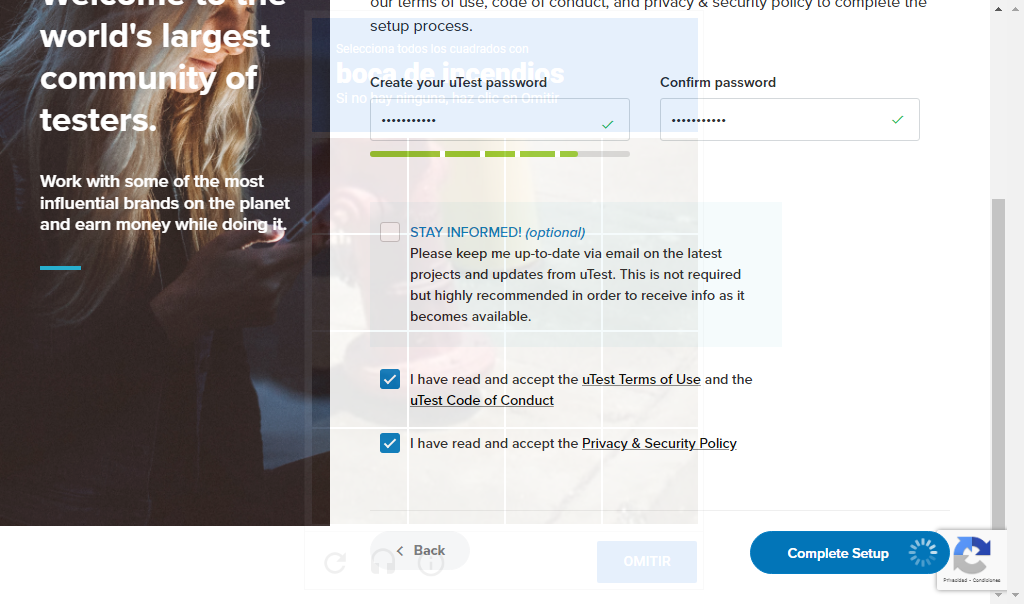 Welcome to the
world's largest
community of
testers.
Work with some of the most
influential brands on the planet
and earn money while doing it.
our terms of use, code of conduct, and privacy & security policy to complete the
setup process.
Selecciona todos los cuadrados con
boca de incendios
Si no hay ninguna, haz clic en Omitir
Create your uTest password
Confirm password
•••••••••••
•••••••••••
STAY INFORMED! (optional)
Please keep me up-to-date via email on the latest
projects and updates from uTest. This is not required
but highly recommended in order to receive info as it
becomes available.
I have read and accept the uTest Terms of Use and the
uTest Code of Conduct
I have read and accept the Privacy & Security Policy
Back
OMITIR
Complete Setup
Privacidad - Condiciones